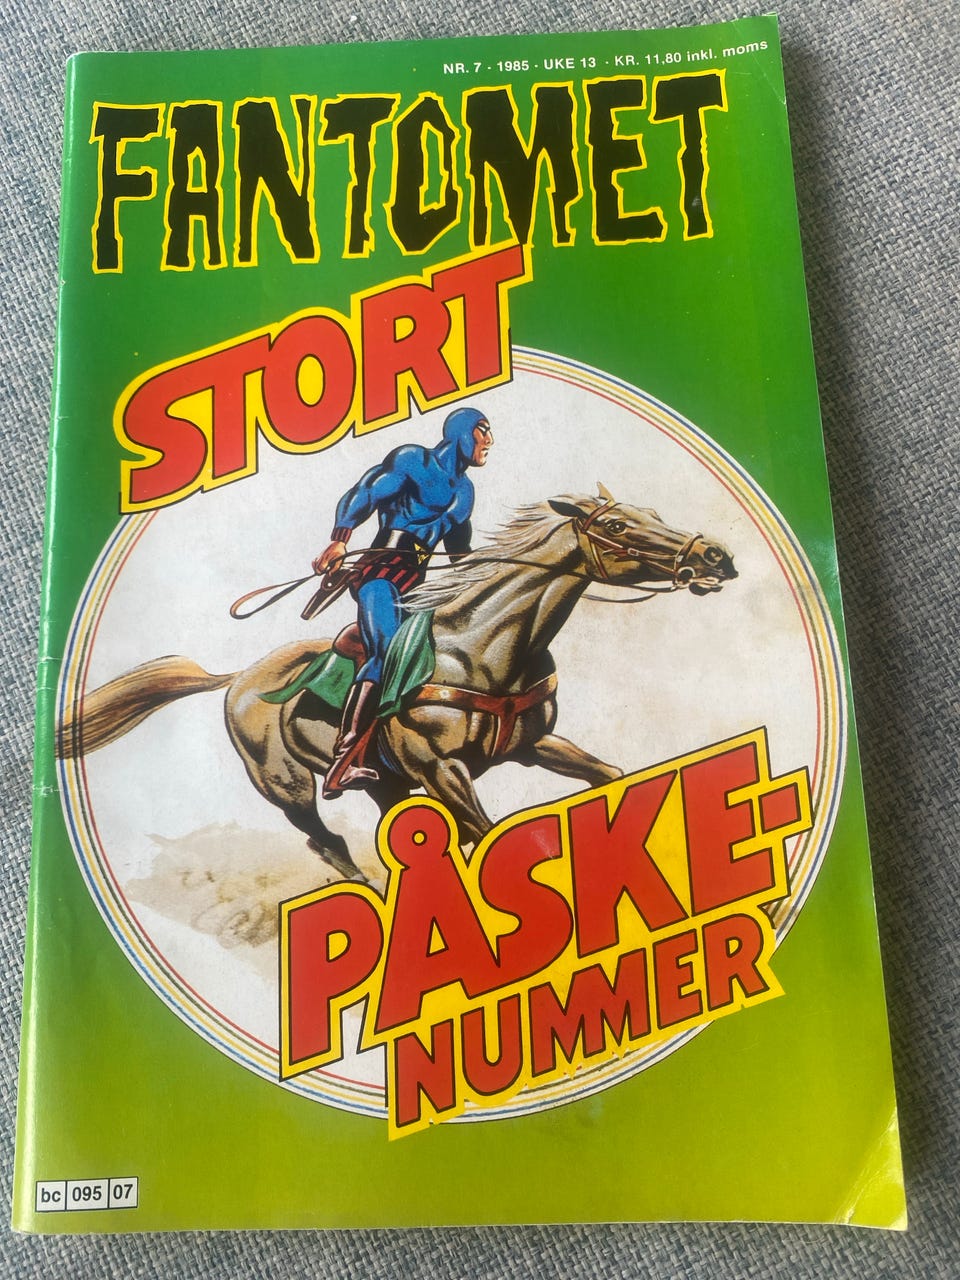 NR. 7 · 1985 · UKE 13 · KR. 11,80 inkl. moms
FANTOMET
STORT
PÅSKE-
NUMMER
bc 095 07